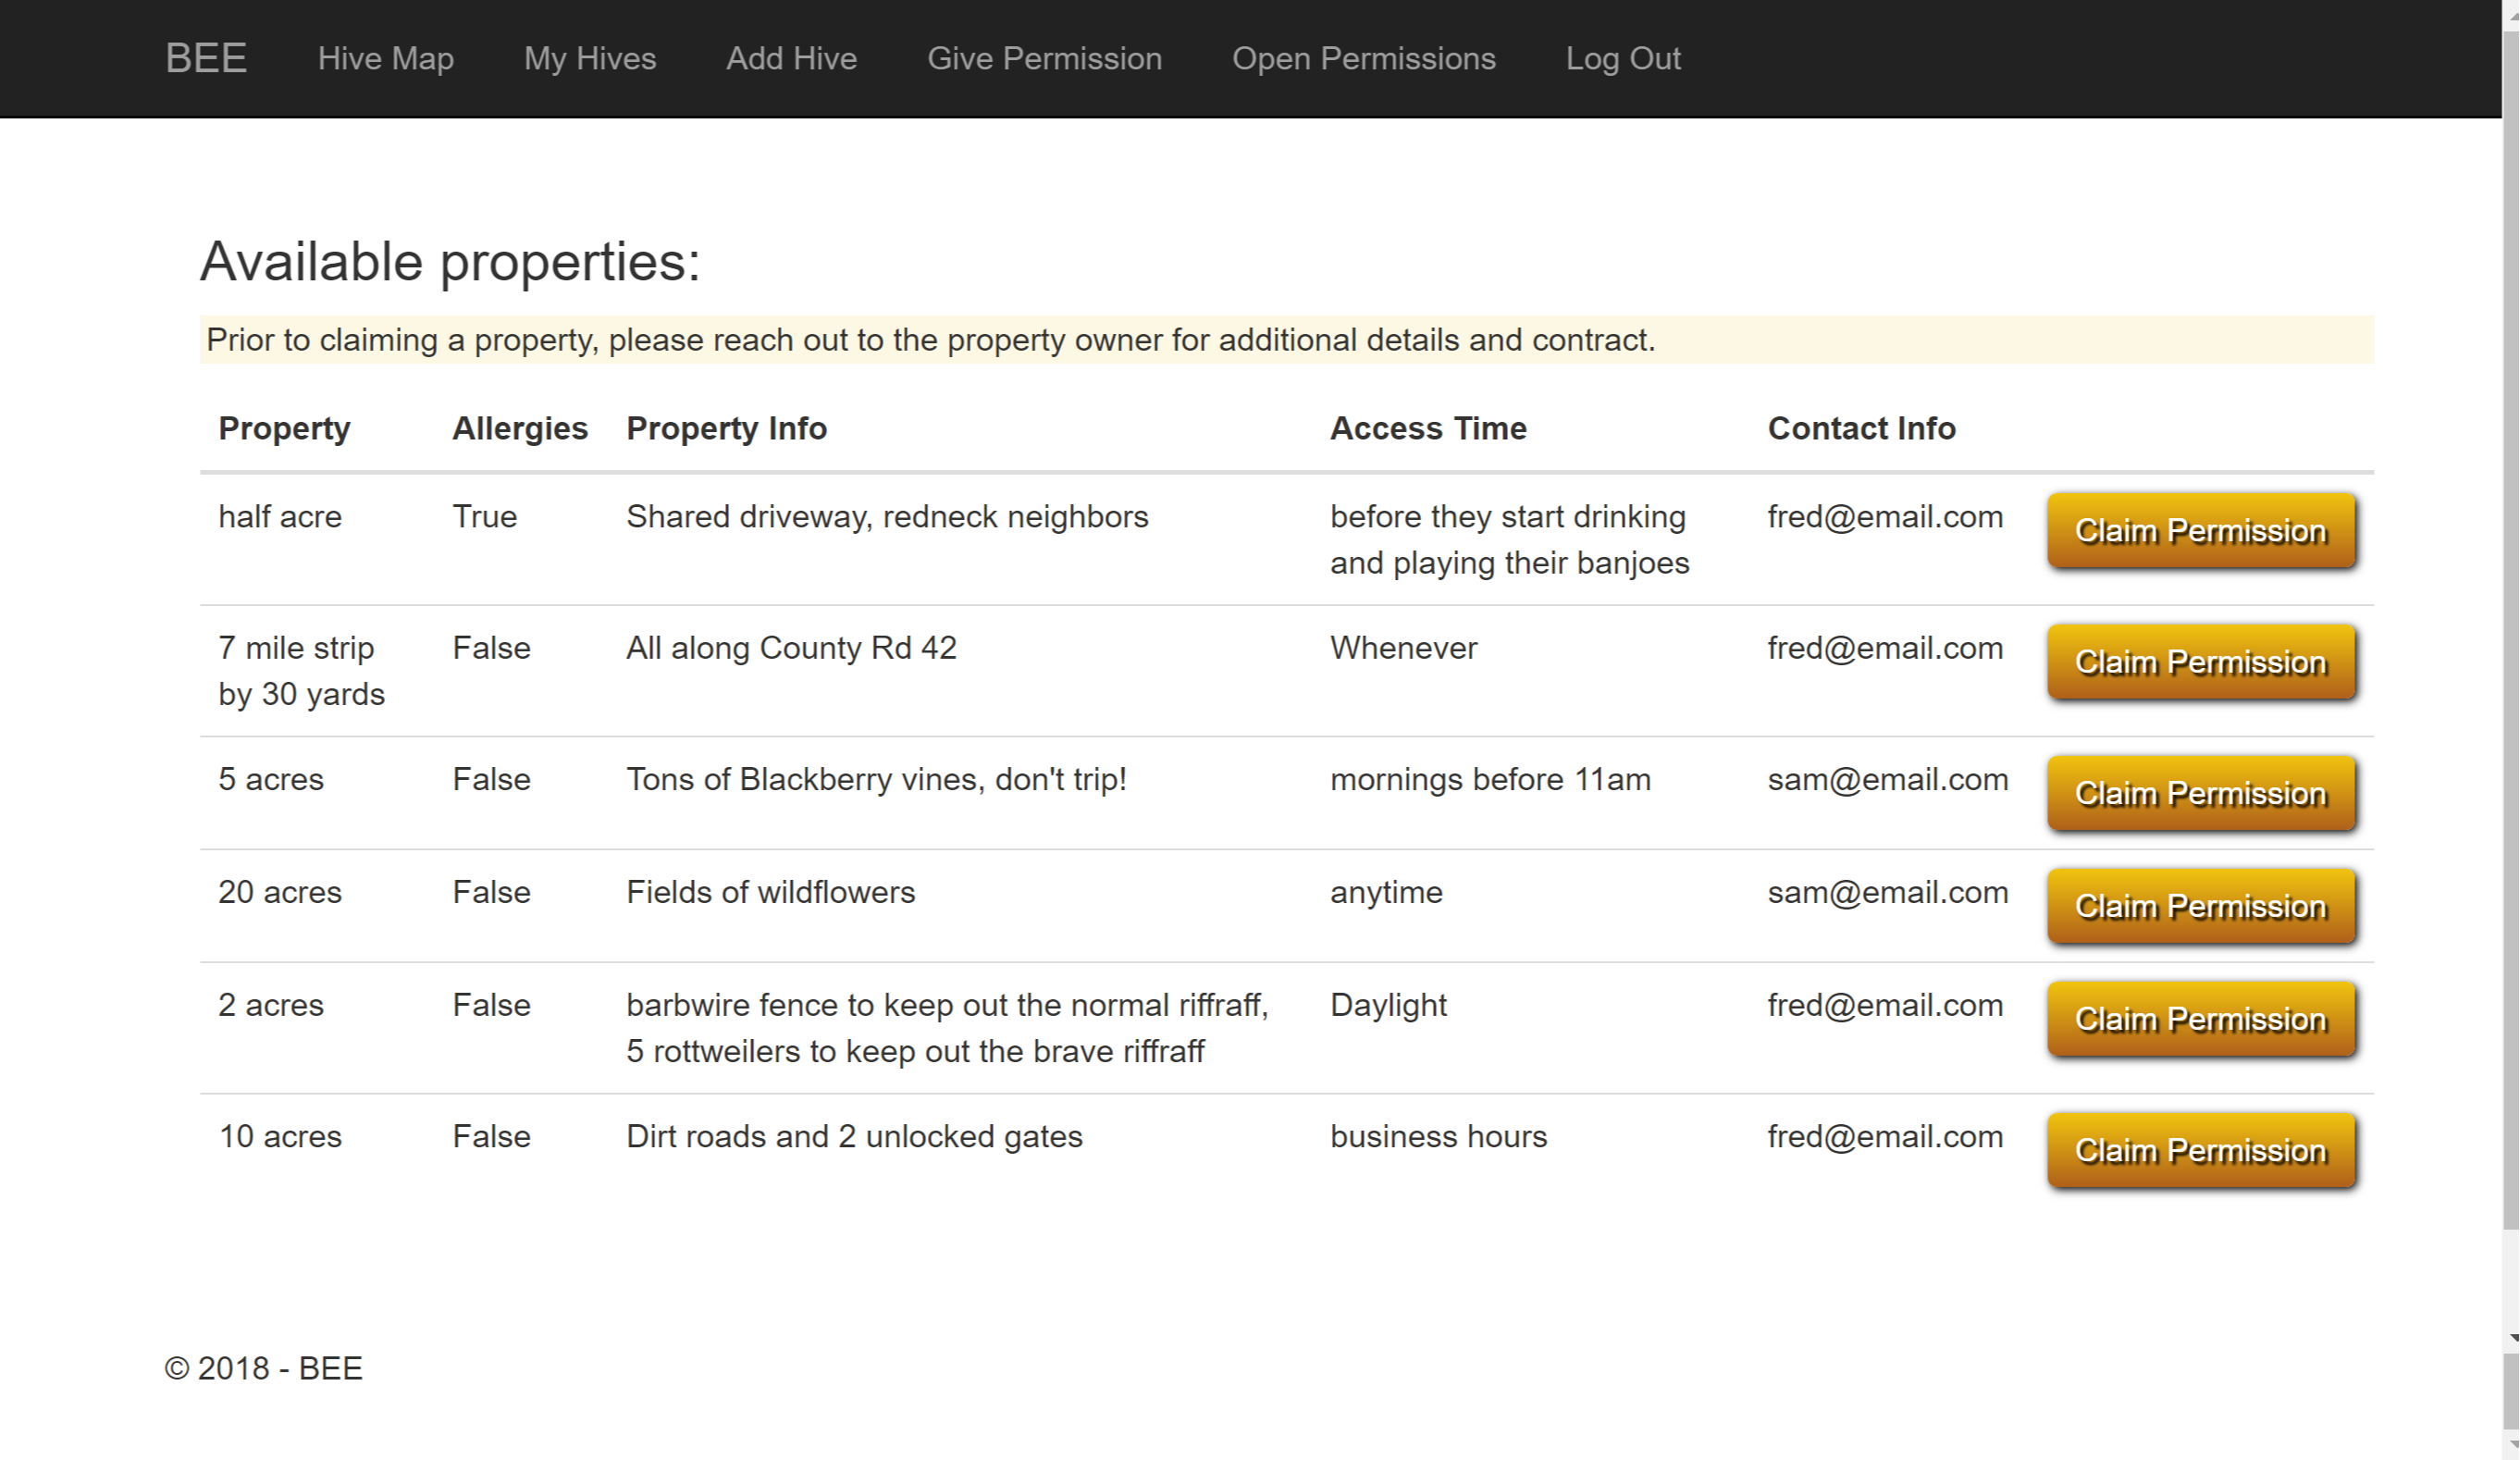 BEE Hive Map My Hives Add Hive Give Permission Open Permissions Log Out
Available properties:
Prior to claiming a property, please reach out to the property owner for additional details and contract.
Property Allergies Property Info Access Time Contact Info
half acre True Shared driveway, redneck neighbors before they start drinking fred@email.com Claim Permission
and playing their banjoes
7 mile strip False All along County Rd 42 Whenever fred@email.com Claim Permission
by 30 yards
5 acres False Tons of Blackberry vines, don't trip! mornings before 11am sam@email.com Claim Permission
20 acres False Fields of wildflowers anytime sam@email.com Claim Permission
2 acres False barbwire fence to keep out the normal riffraff, Daylight fred@email.com Claim Permission
5 rottweilers to keep out the brave riffraff
10 acres False Dirt roads and 2 unlocked gates business hours fred@email.com Claim Permission
© 2018 - BEE